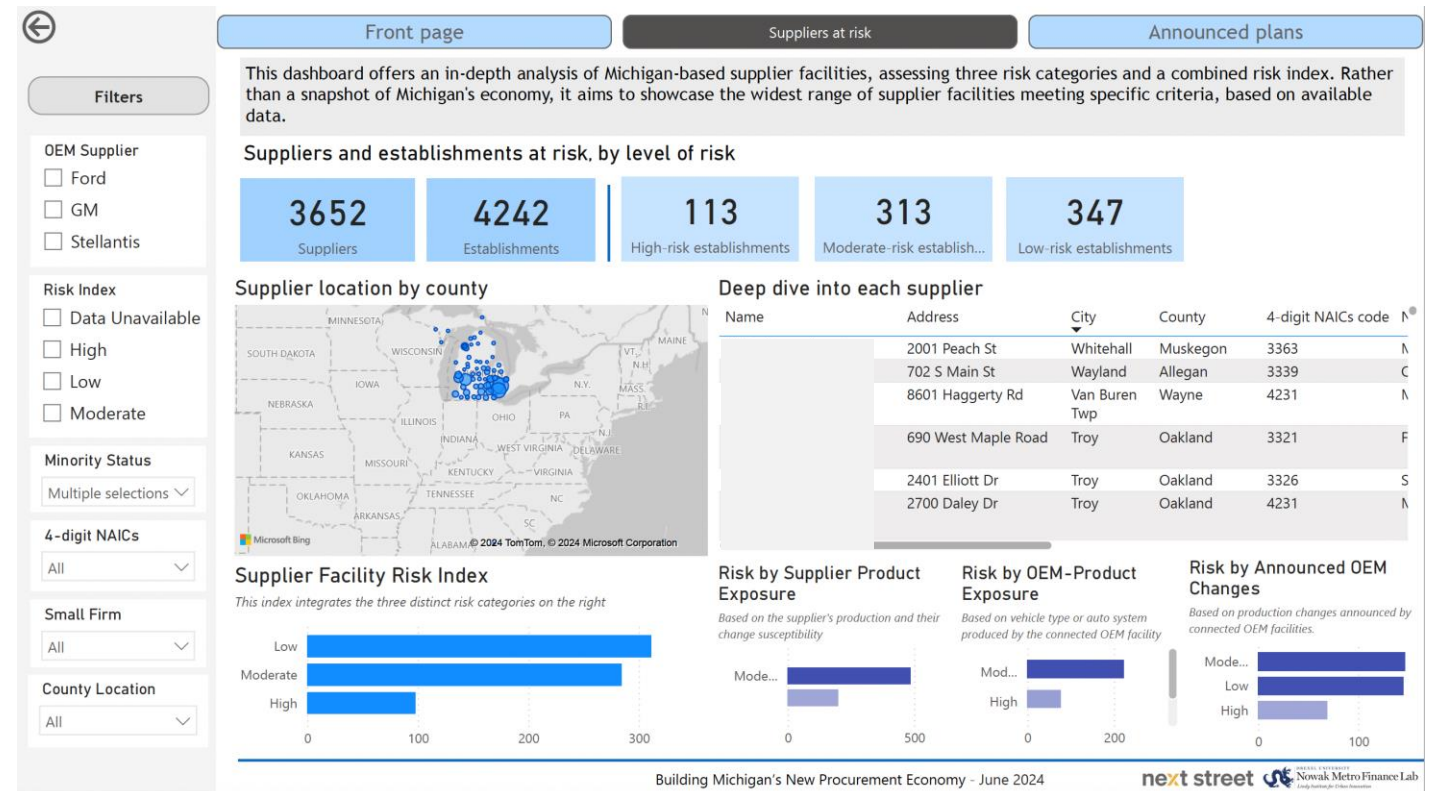 Front page
Suppliers at risk
Announced plans
This dashboard offers an in-depth analysis of Michigan-based supplier facilities, assessing three risk categories and a combined risk index. Rather
than a snapshot of Michigan's economy, it aims to showcase the widest range of supplier facilities meeting specific criteria, based on available
data.
Filters
OEM Supplier
Ford
GM
Stellantis
Risk Index
Data Unavailable
High
Low
Moderate
Minority Status
Multiple selections
4-digit NAICs
All
Small Firm
All
County Location
All
Suppliers and establishments at risk, by level of risk
3652
Suppliers
4242
Establishments
113
High-risk establishments
313
Moderate-risk establish...
347
Low-risk establishments
Supplier location by county
MINNESOTA
SOUTH DAKOTA
WISCONSIN
MAINE
VT.
N.H
IOWA
N.Y.
MASS.
R.I.
NEBRASKA
ILLINOIS
OHIO
PA
N.J
INDIANA
WEST VIRGINIA
DELAWARE
KANSAS
MISSOURI
KENTUCKY
VIRGINIA
OKLAHOMA
TENNESSEE
NC
ARKANSAS
SC
Microsoft Bing
ALABAMA
© 2024 TomTom, © 2024 Microsoft Corporation
Deep dive into each supplier
Name Address City County 4-digit NAICs code N
2001 Peach St Whitehall Muskegon 3363 M
702 S Main St Wayland Allegan 3339 C
8601 Haggerty Rd Van Buren Wayne 4231 M
Twp
690 West Maple Road Troy Oakland 3321 F
2401 Elliott Dr Troy Oakland 3326 S
2700 Daley Dr Troy Oakland 4231 M
Supplier Facility Risk Index
This index integrates the three distinct risk categories on the right
Low
Moderate
High
0 100 200 300
Risk by Supplier Product
Exposure
Based on the supplier's production and their
change susceptibility
Mode...
0 500
Risk by OEM-Product
Exposure
Based on vehicle type or auto system
produced by the connected OEM facility
Mod...
High
0 200
Risk by Announced OEM
Changes
Based on production changes announced by
connected OEM facilities.
Mode...
Low
High
0 100
Building Michigan's New Procurement Economy - June 2024
next street
DREXEL UNIVERSITY
Nowak Metro Finance Lab
Lindy Institute for Urban Innovation